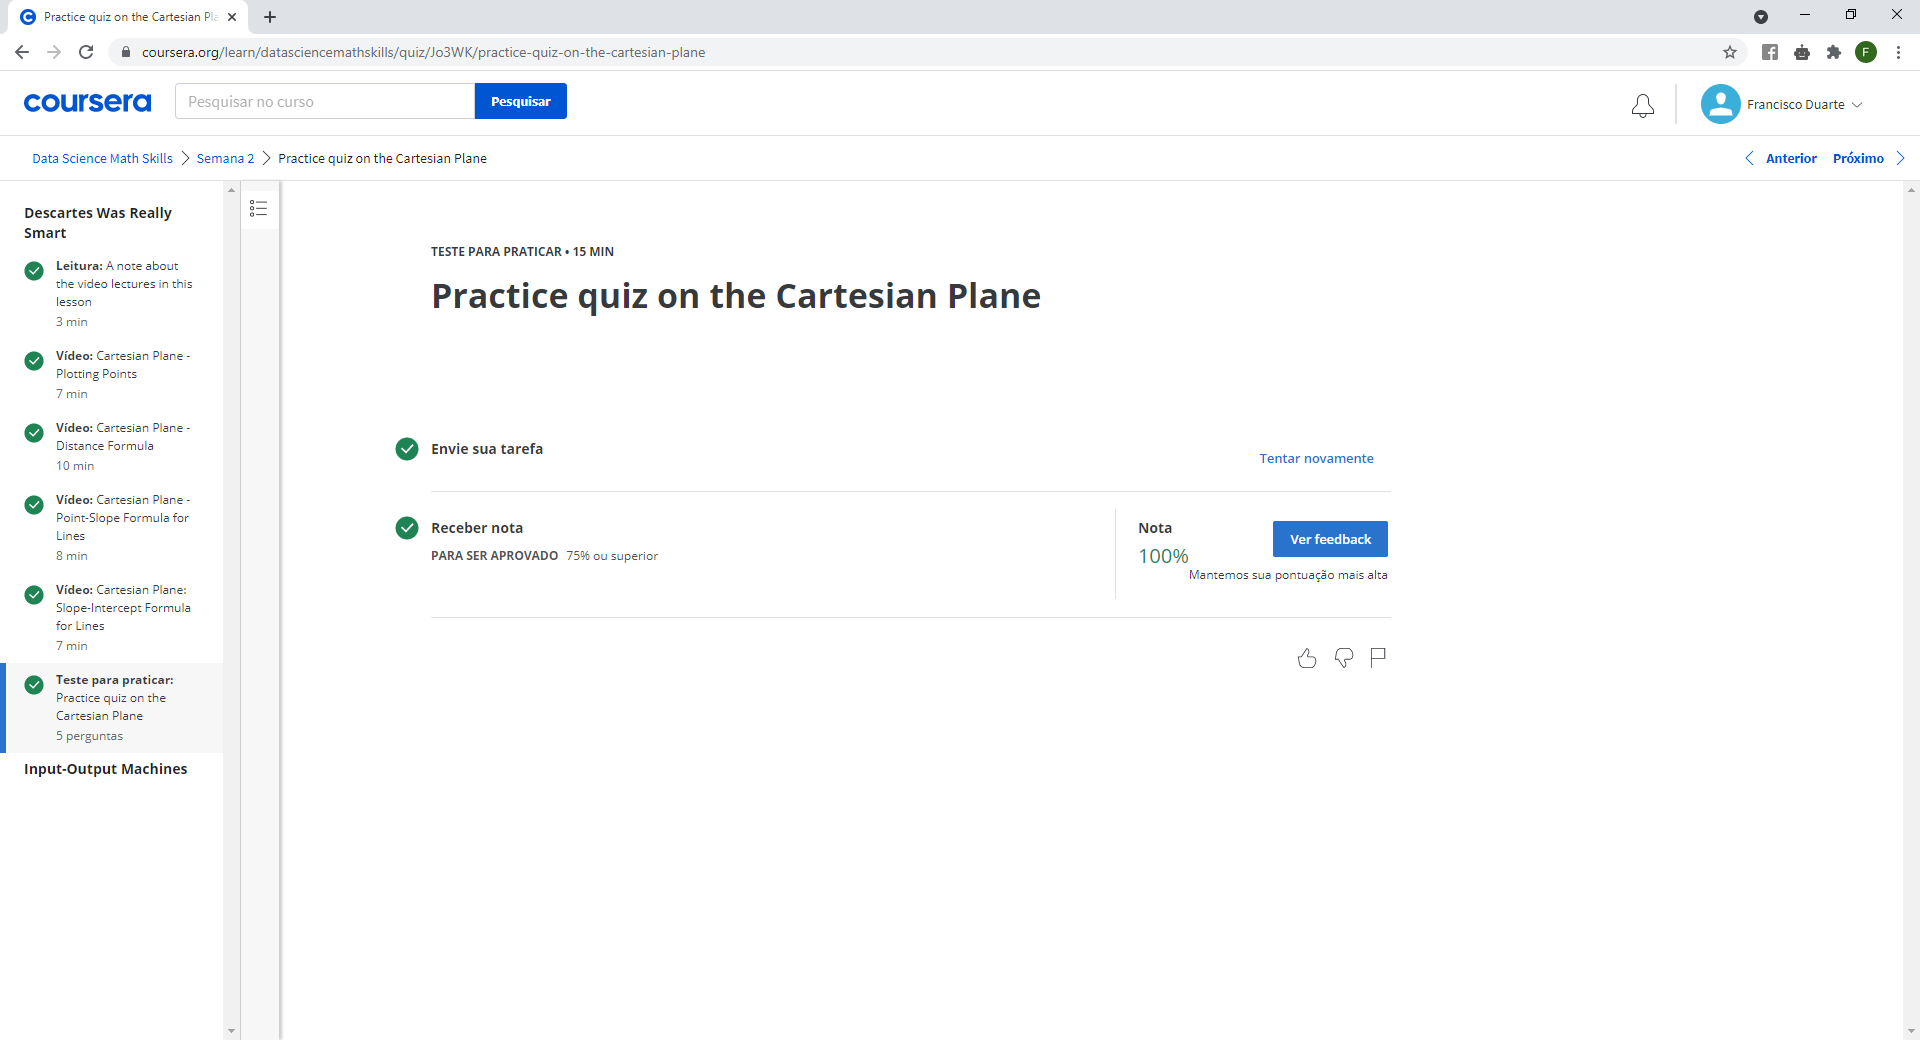 Practice quiz on the Cartesian Pla
coursera.org/learn/datasciencemathskills/quiz/Jo3WK/practice-quiz-on-the-cartesian-plane
F
coursera
Pesquisar no curso
Pesquisar
Francisco Duarte
Data Science Math Skills
Semana 2
Practice quiz on the Cartesian Plane
Anterior
Próximo
Descartes Was Really
Smart
Leitura: A note about
the video lectures in this
lesson
3 min
Vídeo: Cartesian Plane -
Plotting Points
7 min
Vídeo: Cartesian Plane -
Distance Formula
10 min
Vídeo: Cartesian Plane -
Point-Slope Formula for
Lines
8 min
Vídeo: Cartesian Plane:
Slope-Intercept Formula
for Lines
7 min
Teste para praticar:
Practice quiz on the
Cartesian Plane
5 perguntas
Input-Output Machines
TESTE PARA PRATICAR • 15 MIN
Practice quiz on the Cartesian Plane
Envie sua tarefa
Tentar novamente
Receber nota
PARA SER APROVADO 75% ou superior
Nota
100%
Ver feedback
Mantemos sua pontuação mais alta